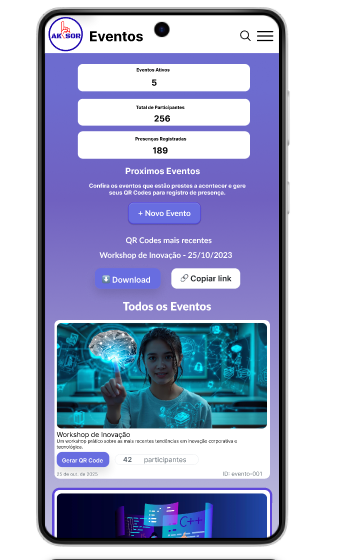 AKSOR
Eventos
Eventos Ativos
5
Total de Participantes
256
Presenças Registradas
189
Proximos Eventos
Confira os eventos que estão prestes a acontecer e gere
seus QR Codes para registro de presença.
+ Novo Evento
QR Codes mais recentes
Workshop de Inovação - 25/10/2023
Download
Copiar link
Todos os Eventos
Workshop de Inovação
Um workshop prático sobre as mais recentes tendências em inovação corporativa e
tecnológica.
Gerar QR Code
42 participantes
25 de out. de 2025
ID: evento-001
C++